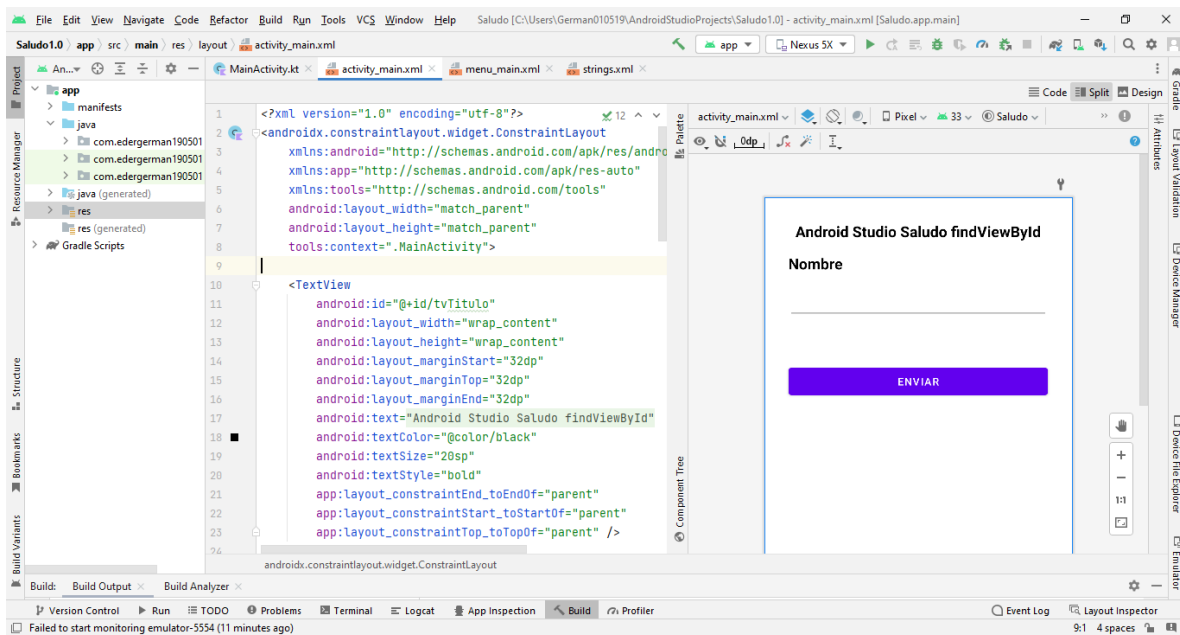 File Edit View Navigate Code Refactor Build Run Tools VCS Window Help Saludo [C:\Users\German010519\AndroidStudioProjects\Saludo1.0] - activity_main.xml [Saludo.app.main]
Saludo1.0 app src main res layout activity_main.xml app Nexus 5X
Project An... MainActivity.kt activity_main.xml menu_main.xml strings.xml Gradle
app
manifests
java
com.edergerman190501
com.edergerman190501
com.edergerman190501
java (generated)
res
res (generated)
Gradle Scripts
Resource Manager
Structure
Bookmarks
Build Variants
Code Split Design
12
1 <?xml version="1.0" encoding="utf-8"?>
2 <androidx.constraintlayout.widget.ConstraintLayout
3 xmlns:android="http://schemas.android.com/apk/res/andro
4 xmlns:app="http://schemas.android.com/apk/res-auto"
5 xmlns:tools="http://schemas.android.com/tools"
6 android:layout_width="match_parent"
7 android:layout_height="match_parent"
8 tools:context=".MainActivity">
9
10 <TextView
11 android:id="@+id/tvTitulo"
12 android:layout_width="wrap_content"
13 android:layout_height="wrap_content"
14 android:layout_marginStart="32dp"
15 android:layout_marginTop="32dp"
16 android:layout_marginEnd="32dp"
17 android:text="Android Studio Saludo findViewById"
18 android:textColor="@color/black"
19 android:textSize="20sp"
20 android:textStyle="bold"
21 app:layout_constraintEnd_toEndOf="parent"
22 app:layout_constraintStart_toStartOf="parent"
23 app:layout_constraintTop_toTopOf="parent" />
24
androidx.constraintlayout.widget.ConstraintLayout
Palette
Component Tree
activity_main.xml Pixel 33 Saludo
0dp
Android Studio Saludo findViewById
Nombre
ENVIAR
1:1
Attributes
Layout Validation
Device Manager
Device File Explorer
Emulator
Build: Build Output Build Analyzer
Version Control Run TODO Problems Terminal Logcat App Inspection Build Profiler Event Log Layout Inspector
Failed to start monitoring emulator-5554 (11 minutes ago) 9:1 4 spaces